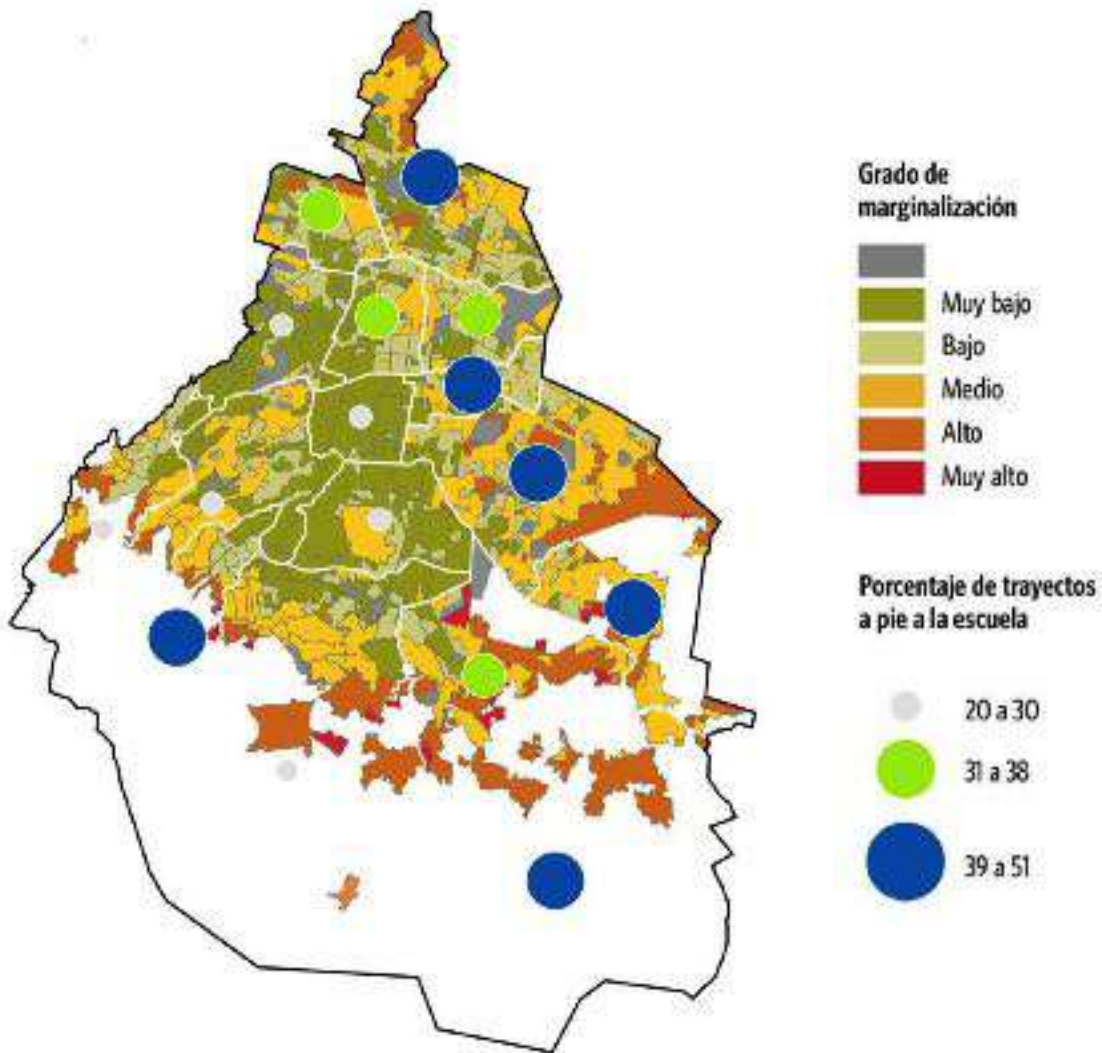 Grado de
marginalización
Muy bajo
Bajo
Medio
Alto
Muy alto
Porcentaje de trayectos
a pie a la escuela
20 a 30
31 a 38
39 a 51